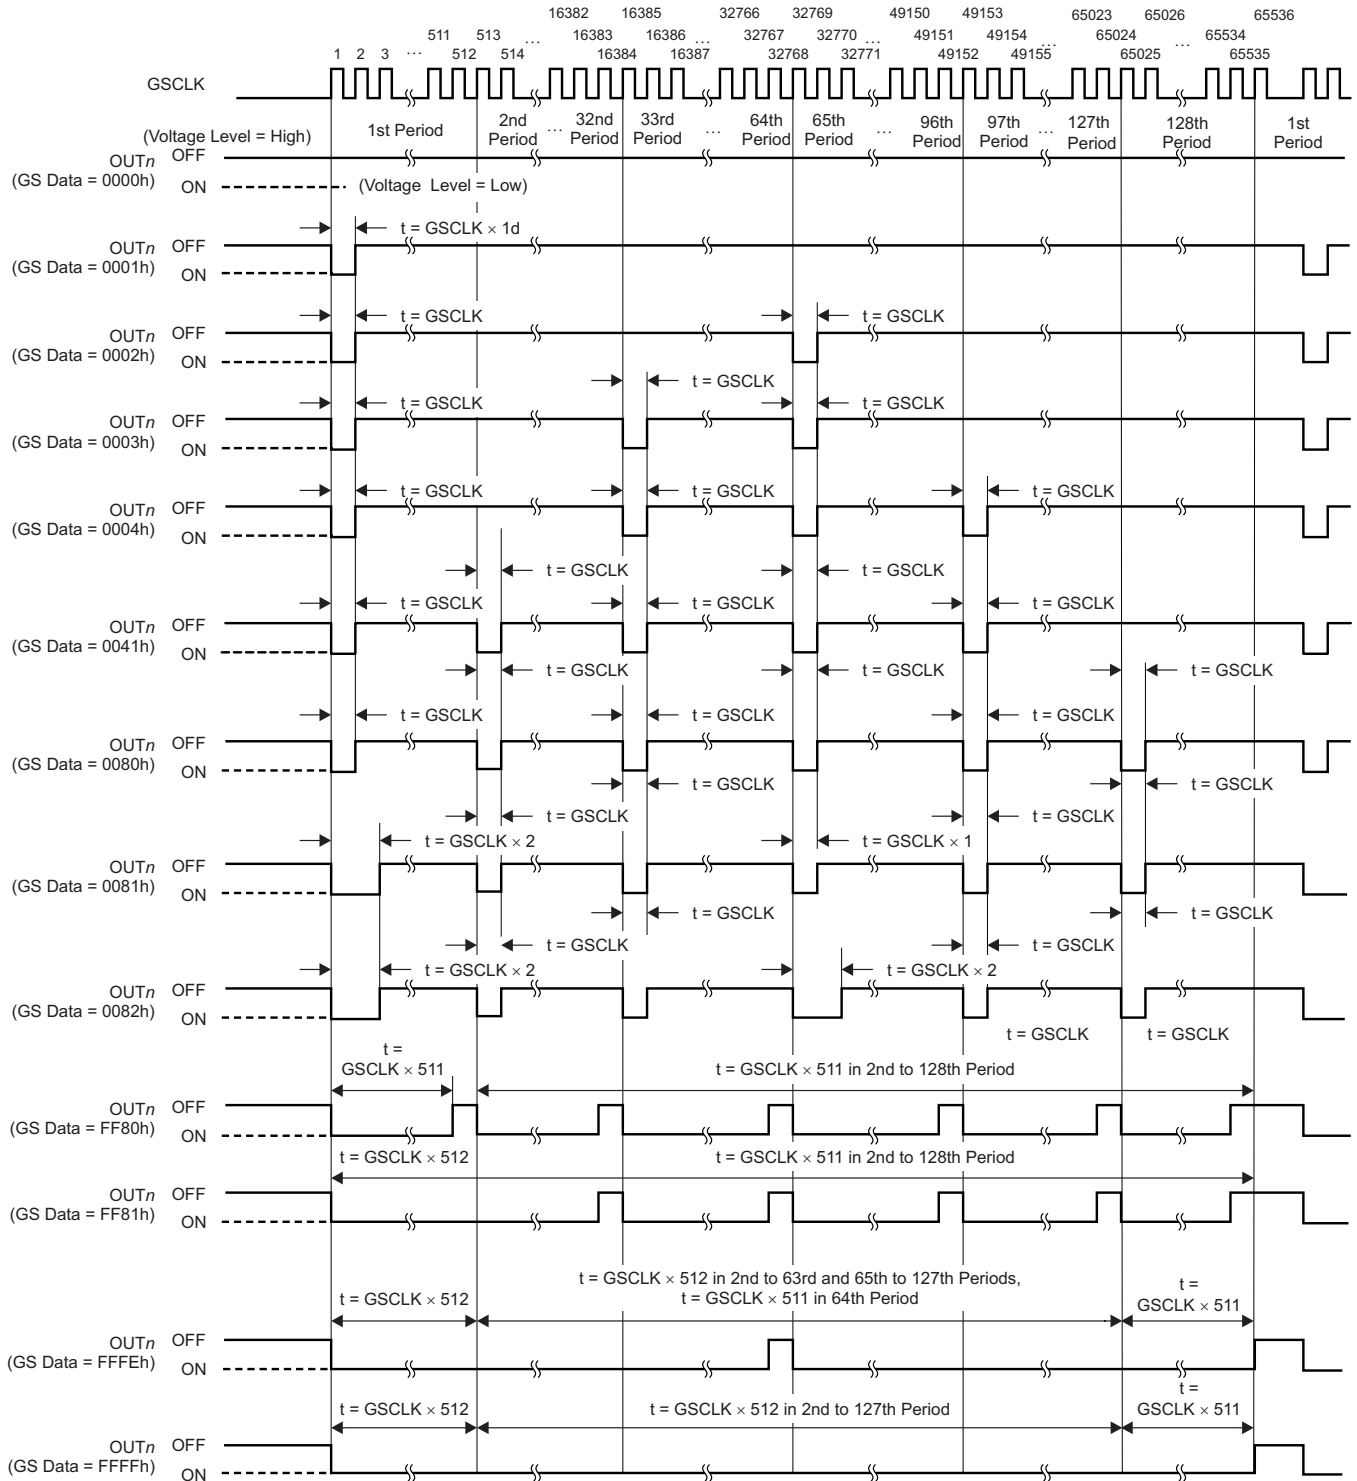 16382 16385 32766 32769 49150 49153 65023 65026 65536
511 513 ... 16383 16386 ... 32767 32770 ... 49151 49154 ... 65024 ... 65534
1 2 3 ... 512 514 16384 16387 32768 32771 49152 49155 65025 65535
GSCLK
(Voltage Level = High) 1st Period 2nd Period ... 32nd Period 33rd Period ... 64th Period 65th Period ... 96th Period 97th Period ... 127th Period 128th Period 1st Period
OUTn OFF
(GS Data = 0000h) ON (Voltage Level = Low)
t = GSCLK × 1d
OUTn OFF
(GS Data = 0001h) ON
t = GSCLK t = GSCLK
OUTn OFF
(GS Data = 0002h) ON
t = GSCLK
t = GSCLK t = GSCLK
OUTn OFF
(GS Data = 0003h) ON
t = GSCLK t = GSCLK t = GSCLK
OUTn OFF
(GS Data = 0004h) ON
t = GSCLK t = GSCLK
t = GSCLK t = GSCLK t = GSCLK
OUTn OFF
(GS Data = 0041h) ON
t = GSCLK t = GSCLK t = GSCLK
t = GSCLK t = GSCLK t = GSCLK
OUTn OFF
(GS Data = 0080h) ON
t = GSCLK t = GSCLK
t = GSCLK t = GSCLK
t = GSCLK × 2 t = GSCLK × 1
OUTn OFF
(GS Data = 0081h) ON
t = GSCLK t = GSCLK
t = GSCLK t = GSCLK
t = GSCLK × 2 t = GSCLK × 2
OUTn OFF
(GS Data = 0082h) ON
t = GSCLK t = GSCLK
t =
GSCLK × 511 t = GSCLK × 511 in 2nd to 128th Period
OUTn OFF
(GS Data = FF80h) ON
t = GSCLK × 512 t = GSCLK × 511 in 2nd to 128th Period
OUTn OFF
(GS Data = FF81h) ON
t = GSCLK × 512 in 2nd to 63rd and 65th to 127th Periods, t =
t = GSCLK × 512 t = GSCLK × 511 in 64th Period GSCLK × 511
OUTn OFF
(GS Data = FFFEh) ON
t =
t = GSCLK × 512 t = GSCLK × 512 in 2nd to 127th Period GSCLK × 511
OUTn OFF
(GS Data = FFFFh) ON